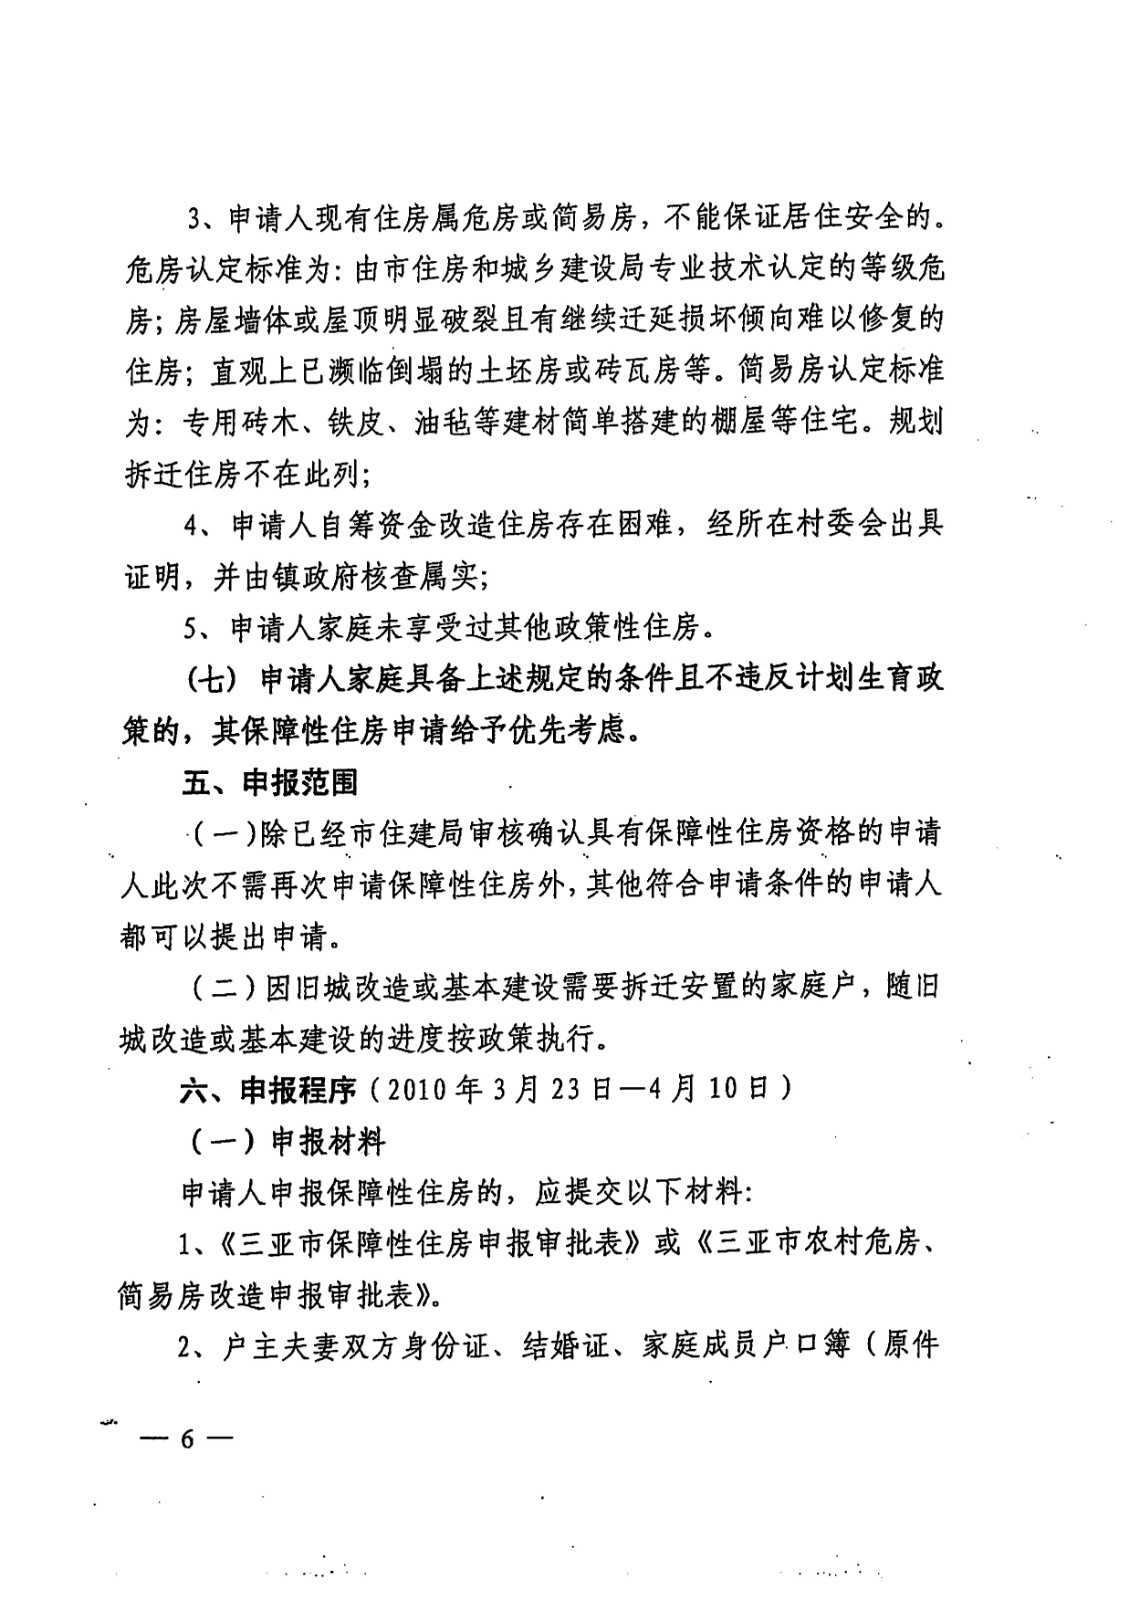 3、申请人现有住房属危房或简易房，不能保证居住安全的。
危房认定标准为：由市住房和城乡建设局专业技术认定的等级危
房；房屋墙体或屋顶明显破裂且有继续迁延损坏倾向难以修复的
住房；直观上已濒临倒塌的土坯房或砖瓦房等。简易房认定标准
为：专用砖木、铁皮、油毡等建材简单搭建的棚屋等住宅。规划
拆迁住房不在此列；
4、申请人自筹资金改造住房存在困难，经所在村委会出具
证明，并由镇政府核查属实；
5、申请人家庭未享受过其他政策性住房。
（七）申请人家庭具备上述规定的条件且不违反计划生育政
策的，其保障性住房申请给予优先考虑。
五、申报范围
（一）除已经市住建局审核确认具有保障性住房资格的申请
人此次不需再次申请保障性住房外，其他符合申请条件的申请人
都可以提出申请。
（二）因旧城改造或基本建设需要拆迁安置的家庭户，随旧
城改造或基本建设的进度按政策执行。
六、申报程序（2010年3月23日—4月10日）
（一）申报材料
申请人申报保障性住房的，应提交以下材料：
1、《三亚市保障性住房申报审批表》或《三亚市农村危房、
简易房改造申报审批表》。
2、户主夫妻双方身份证、结婚证、家庭成员户口簿（原件
— 6 —